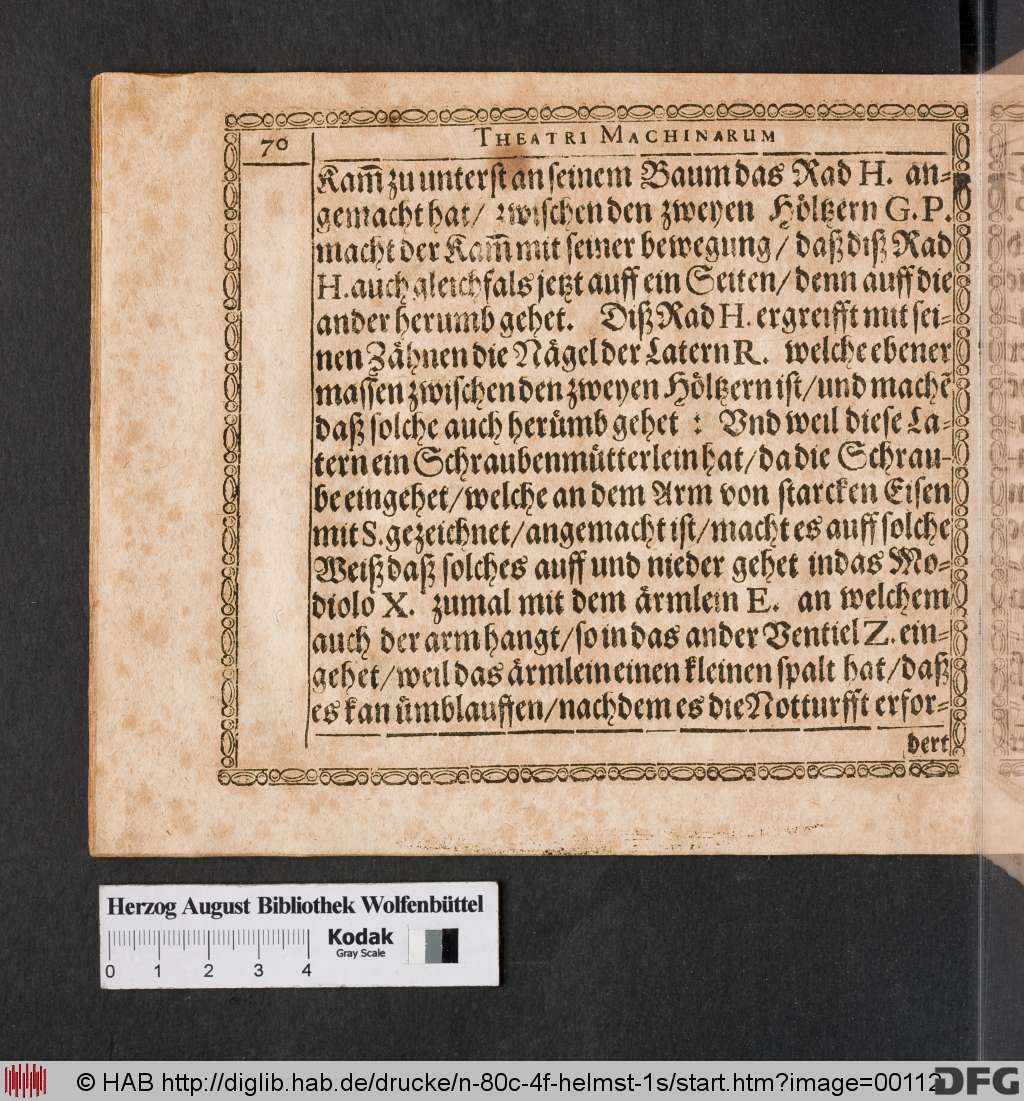 70
THEATRI MACHINARUM
Kam̄ zu unterst an seinem Baum das Rad H. an-
gemacht hat/ zwischen den zweyen Höltzern G. P.
macht der Kam̄ mit seiner bewegung/ daß diß Rad
H. auch gleichfals jetzt auff ein Seiten/ denn auff die
ander herumb gehet. Diß Rad H. ergreifft mit sei-
nen Zähnen die Nägel der Latern R. welche ebener
massen zwischen den zweyen Höltzern ist/ und machē
daß solche auch herümb gehet : Vnd weil diese La-
tern ein Schraubenmütterlein hat/ da die Schrau-
be eingehet/ welche an dem Arm von starcken Eisen
mit S. gezeichnet/ angemacht ist/ macht es auff solche
Weiß daß solches auff und nieder gehet in das Mo-
diolo X. zumal mit dem ärmlein E. an welchem
auch der arm hangt/ so in das ander Ventiel Z. ein-
gehet/ weil das ärmlein einen kleinen spalt hat/ daß
es kan ümblauffen/ nachdem es die Notturfft erfor-
dert
Herzog August Bibliothek Wolfenbüttel
Kodak
Gray Scale
0 1 2 3 4
© HAB http://diglib.hab.de/drucke/n-80c-4f-helmst-1s/start.htm?image=00112
DFG